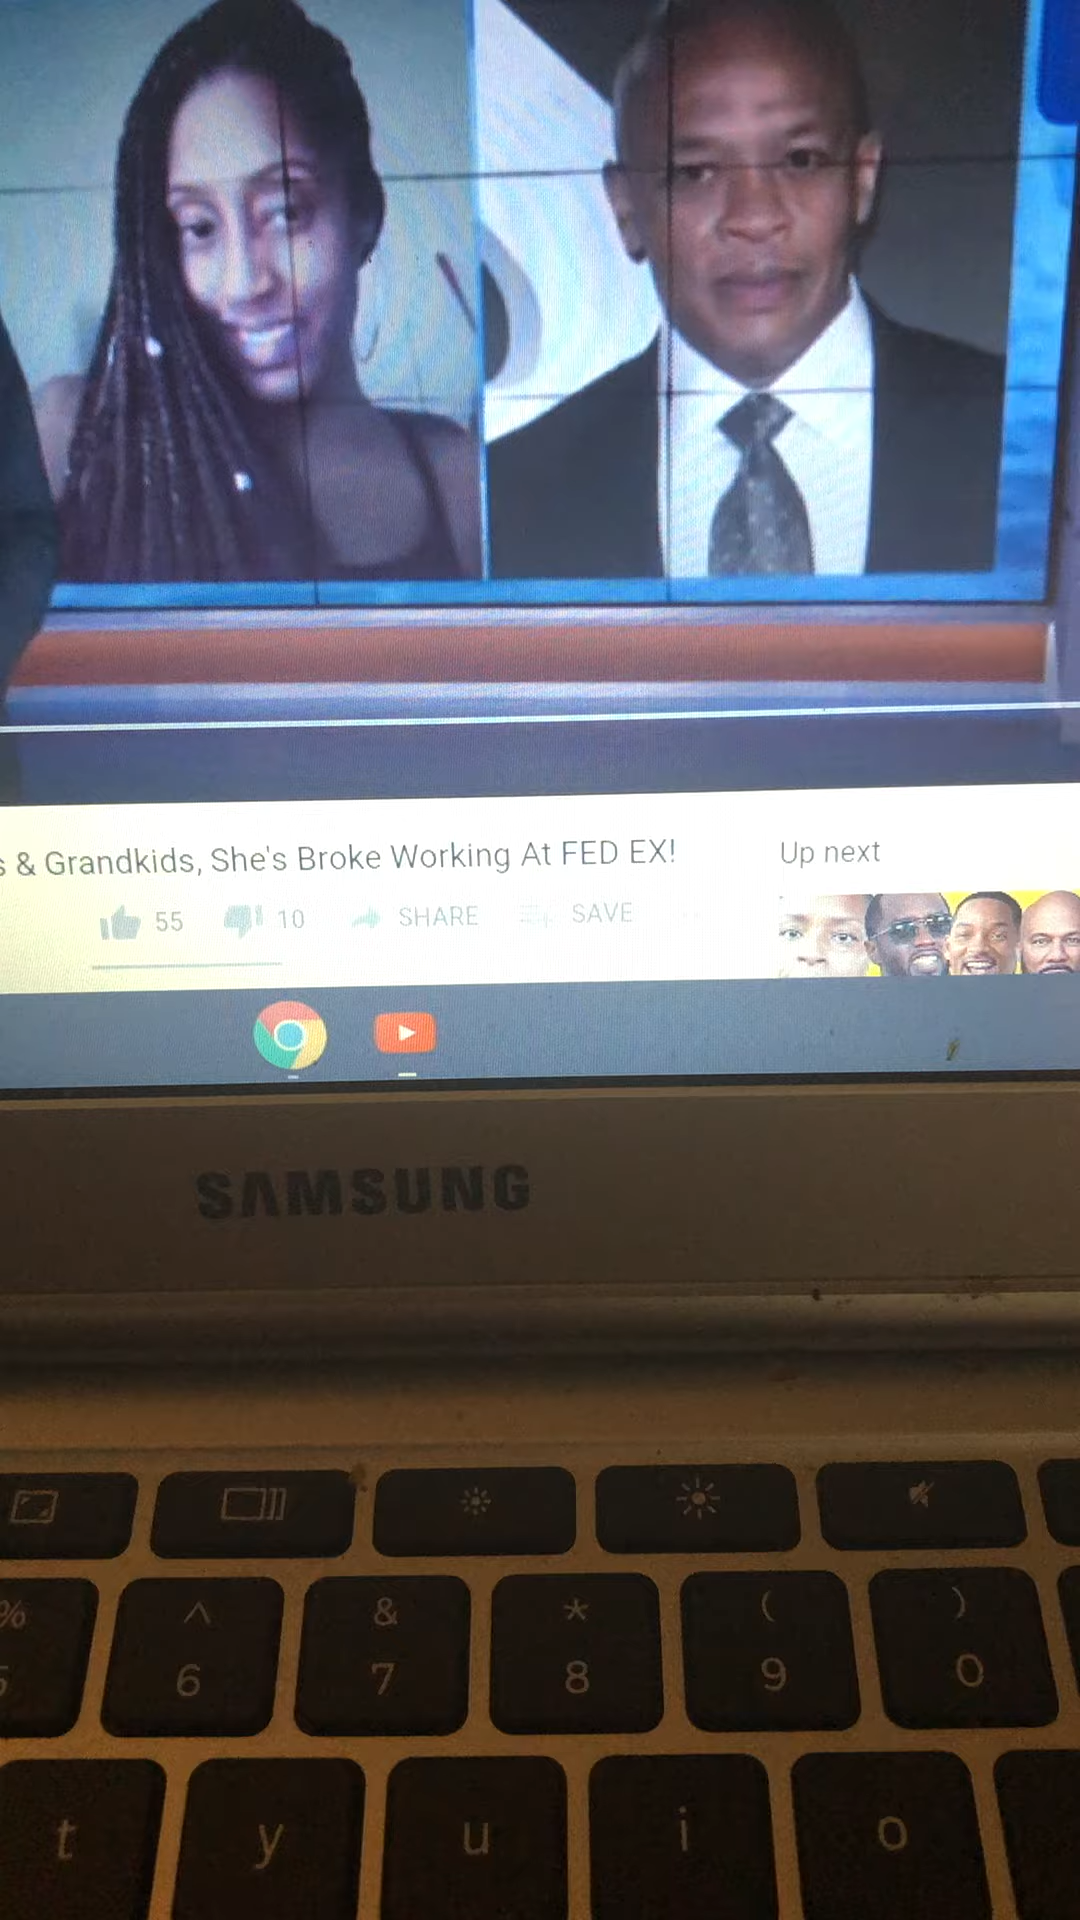 s & Grandkids, She's Broke Working At FED EX!
Up next
55
10
SHARE
SAVE
SAMSUNG
%
^
&
*
(
)
5
6
7
8
9
0
t
y
u
i
o